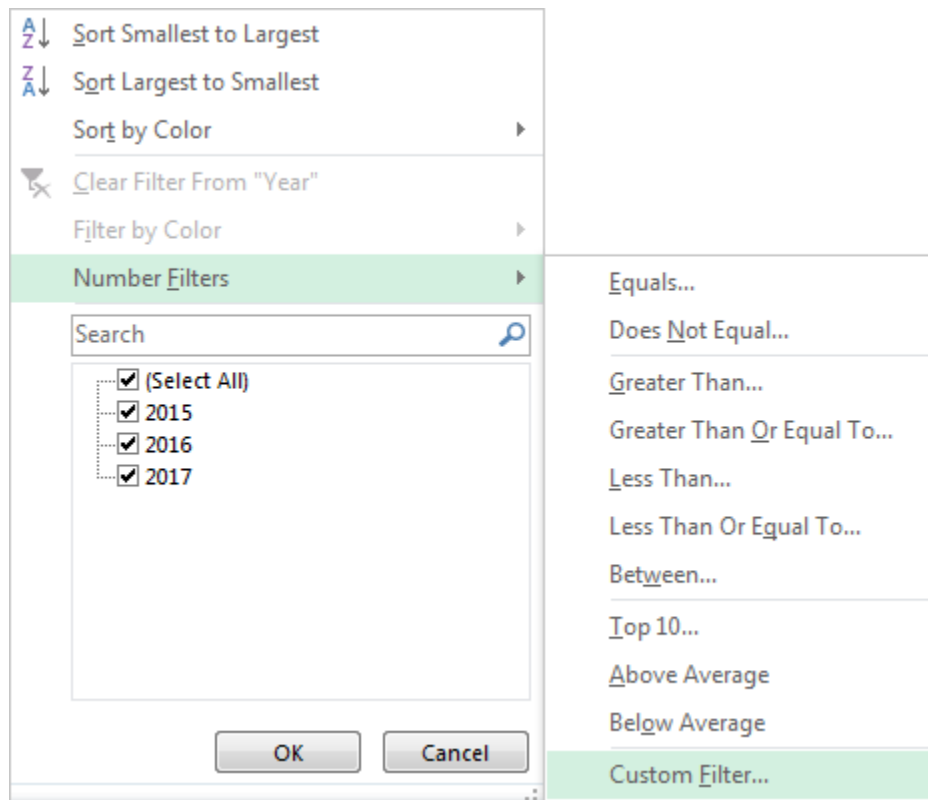 Sort Smallest to Largest
Sort Largest to Smallest
Sort by Color
Clear Filter From "Year"
Filter by Color
Number Filters
Search
(Select All)
2015
2016
2017
OK Cancel
Equals...
Does Not Equal...
Greater Than...
Greater Than Or Equal To...
Less Than...
Less Than Or Equal To...
Between...
Top 10...
Above Average
Below Average
Custom Filter...